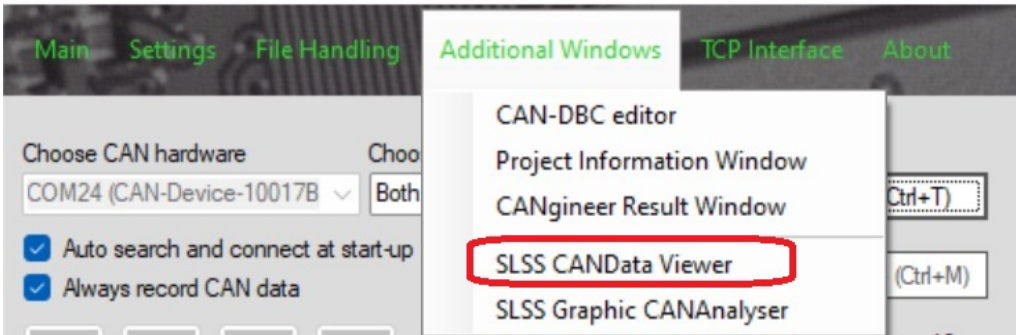 Main Settings File Handling Additional Windows TCP Interface About
CAN-DBC editor
Project Information Window
CANgineer Result Window
SLSS CANData Viewer
SLSS Graphic CANAnalyser
Choose CAN hardware
COM24 (CAN-Device-10017B
Both
Auto search and connect at start-up
Always record CAN data
Ctrl+T)
(Ctrl+M)